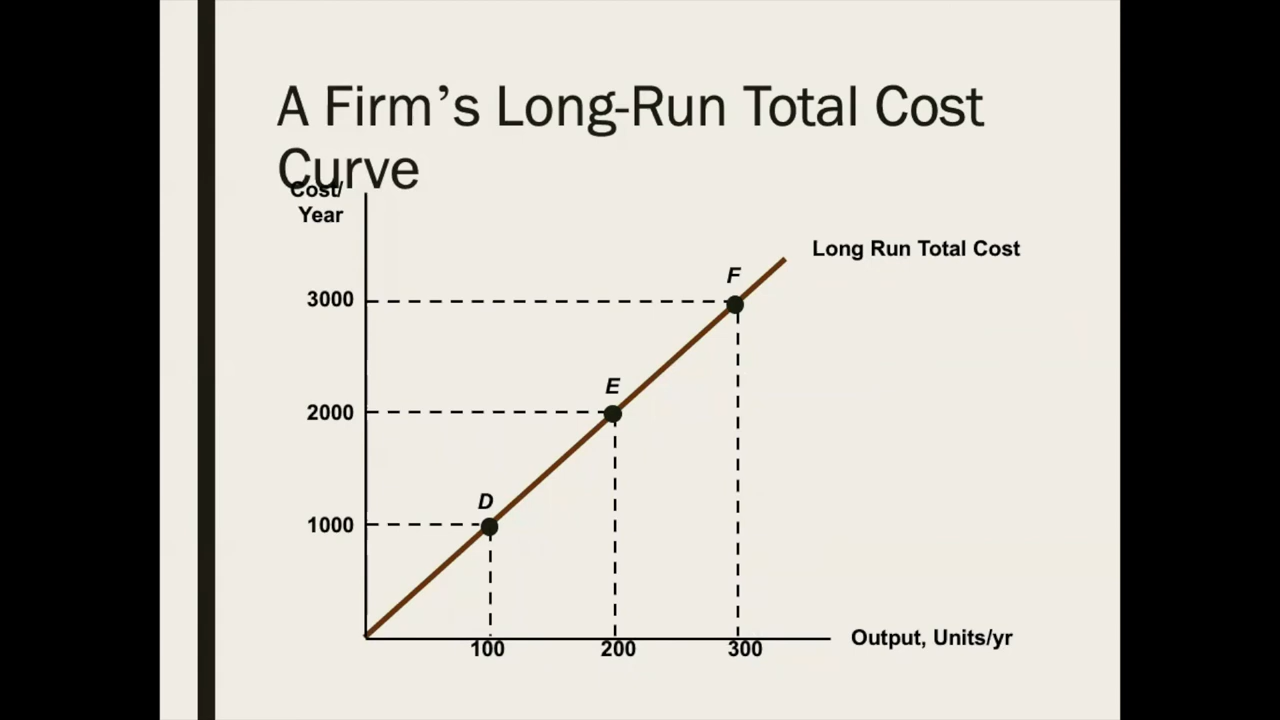 A Firm’s Long-Run Total Cost
Curve
Cost/
Year
Long Run Total Cost
F
3000
E
2000
D
1000
Output, Units/yr
100 200 300